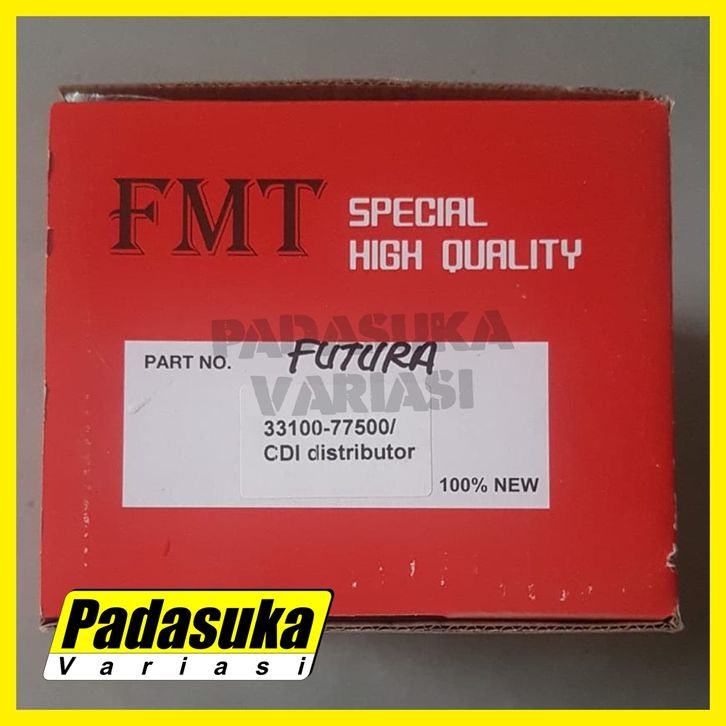 FMT
SPECIAL
HIGH QUALITY
PADASUKA
VARIASI
PART NO. FUTURA
33100-77500/
CDI distributor
100% NEW
Padasuka
Variasi